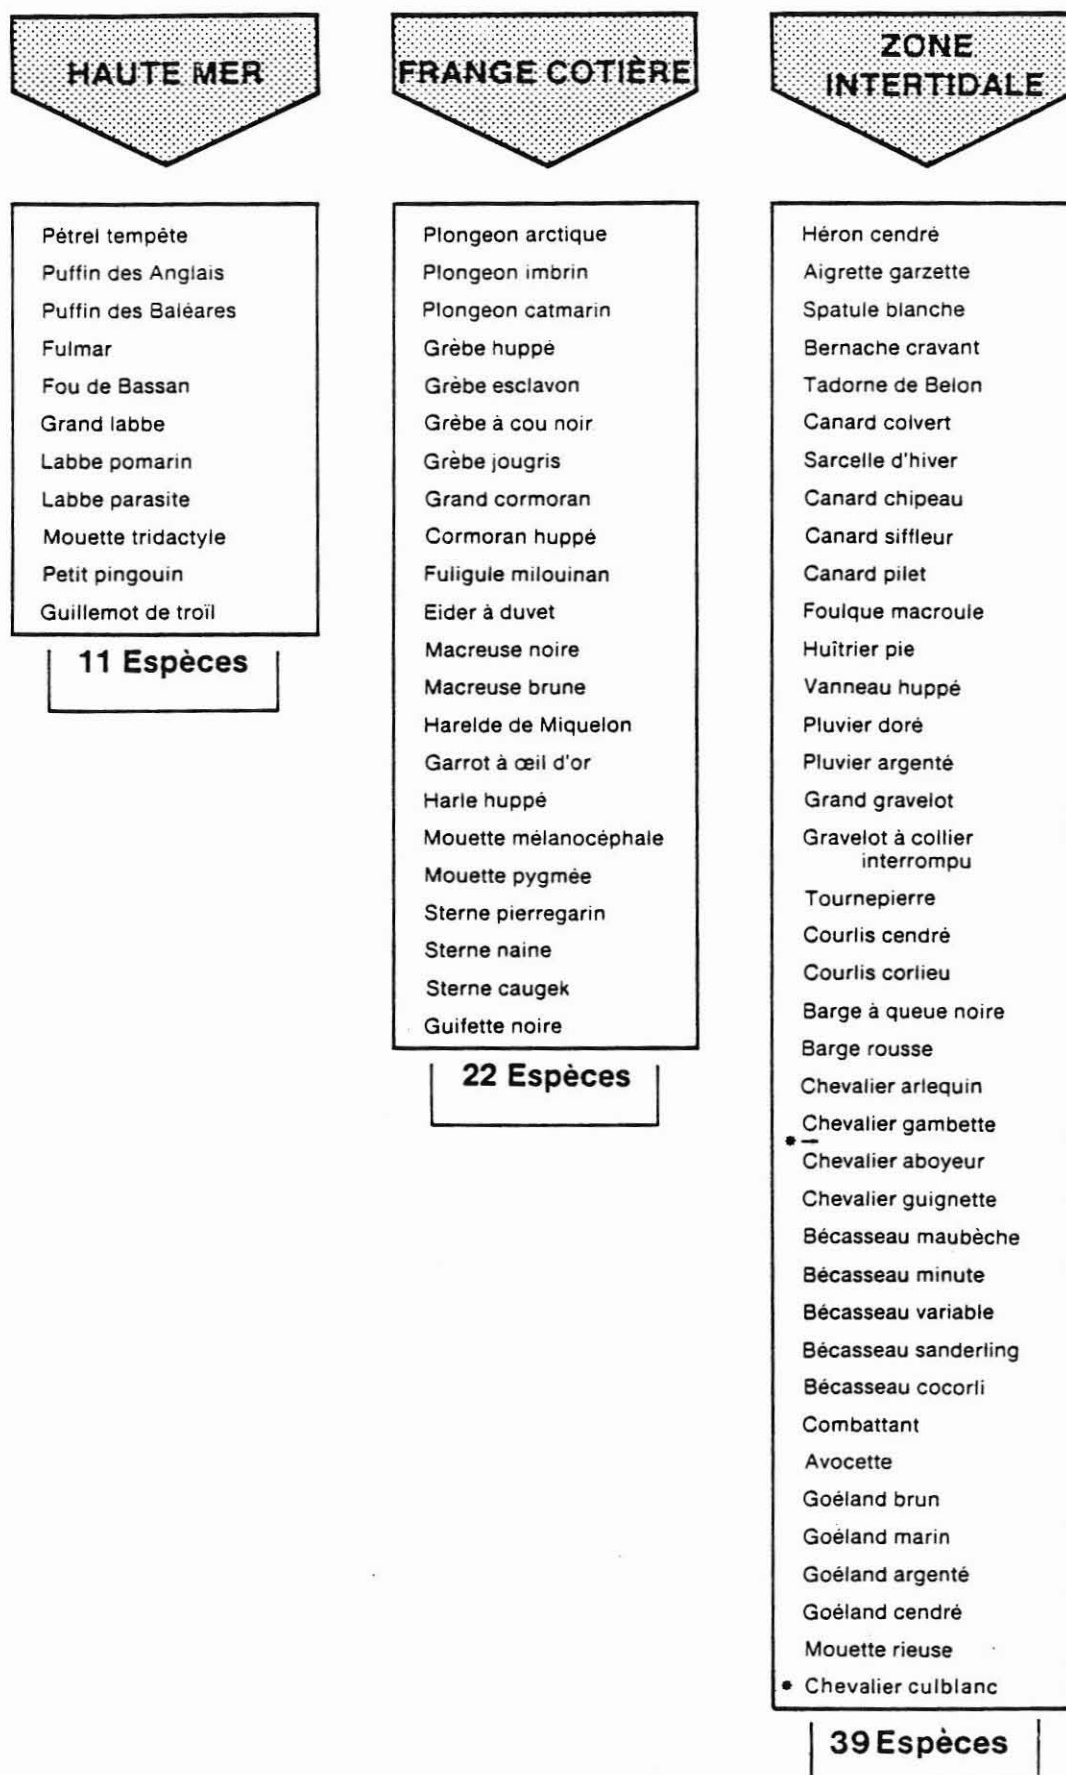 HAUTE MER
Pétrel tempête
Puffin des Anglais
Puffin des Baléares
Fulmar
Fou de Bassan
Grand labbe
Labbe pomarin
Labbe parasite
Mouette tridactyle
Petit pingouin
Guillemot de troïl
11 Espèces
FRANGE COTIÈRE
Plongeon arctique
Plongeon imbrin
Plongeon catmarin
Grèbe huppé
Grèbe esclavon
Grèbe à cou noir
Grèbe jougris
Grand cormoran
Cormoran huppé
Fuligule milouinan
Eider à duvet
Macreuse noire
Macreuse brune
Harelde de Miquelon
Garrot à œil d'or
Harle huppé
Mouette mélanocéphale
Mouette pygmée
Sterne pierregarin
Sterne naine
Sterne caugek
Guifette noire
22 Espèces
ZONE
INTERTIDALE
Héron cendré
Aigrette garzette
Spatule blanche
Bernache cravant
Tadorne de Belon
Canard colvert
Sarcelle d'hiver
Canard chipeau
Canard siffleur
Canard pilet
Foulque macroule
Huîtrier pie
Vanneau huppé
Pluvier doré
Pluvier argenté
Grand gravelot
Gravelot à collier
interrompu
Tournepierre
Courlis cendré
Courlis corlieu
Barge à queue noire
Barge rousse
Chevalier arlequin
Chevalier gambette
Chevalier aboyeur
Chevalier guignette
Bécasseau maubèche
Bécasseau minute
Bécasseau variable
Bécasseau sanderling
Bécasseau cocorli
Combattant
Avocette
Goéland brun
Goéland marin
Goéland argenté
Goéland cendré
Mouette rieuse
• Chevalier culblanc
39 Espèces